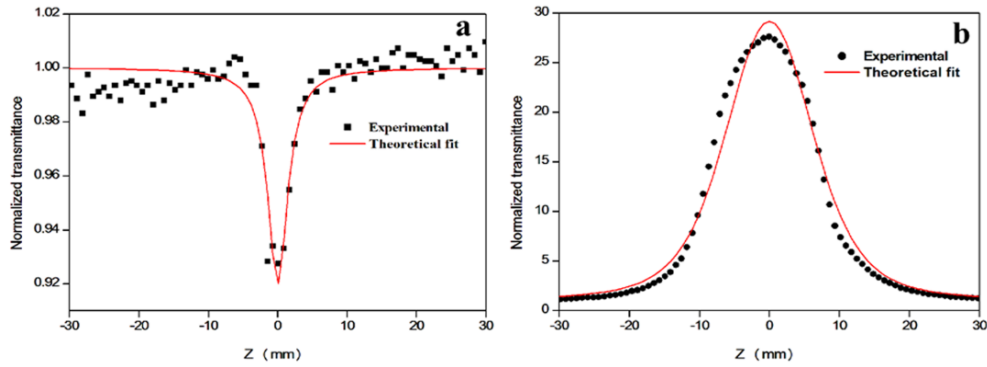 a
1.02
1.00
0.98
0.96
0.94
0.92
Normalized transmittance
Experimental
Theoretical fit
-30 -20 -10 0 10 20 30
Z (mm)
b
30
25
20
15
10
5
0
Normalized transmittance
Experimental
Theoretical fit
-30 -20 -10 0 10 20 30
Z (mm)